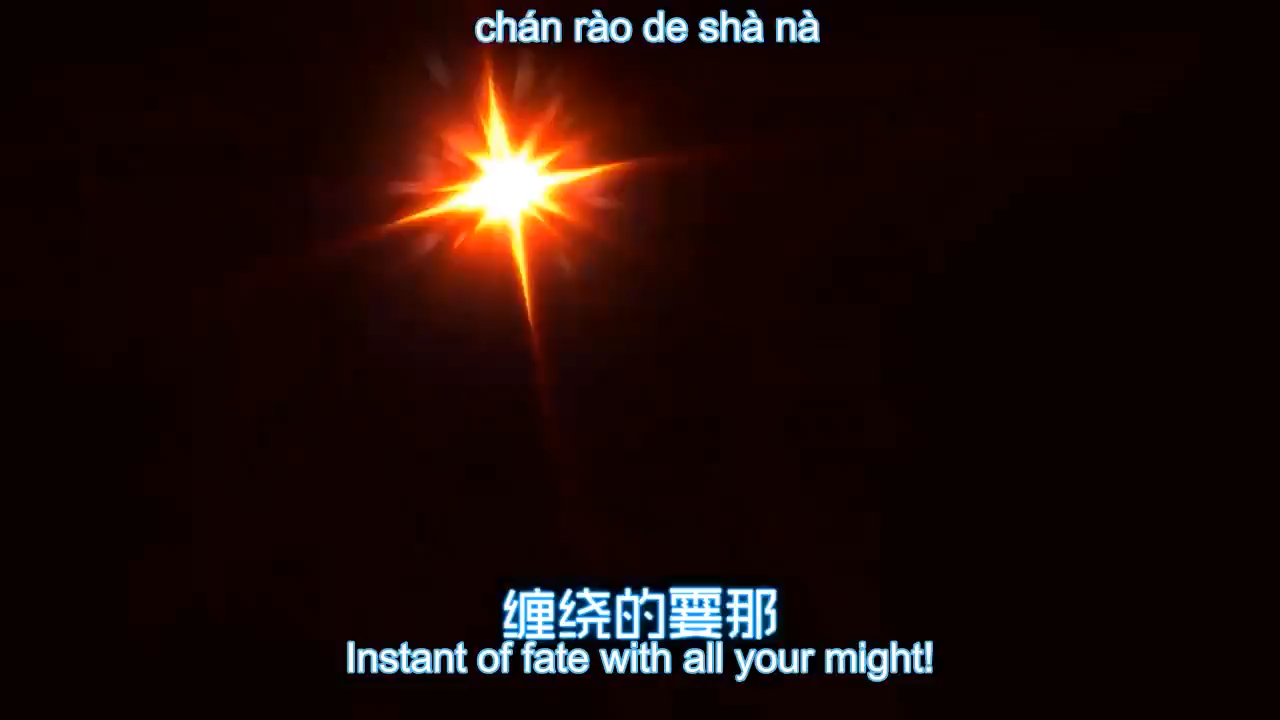 chán rào de shà nà
缠绕的霎那
Instant of fate with all your might!